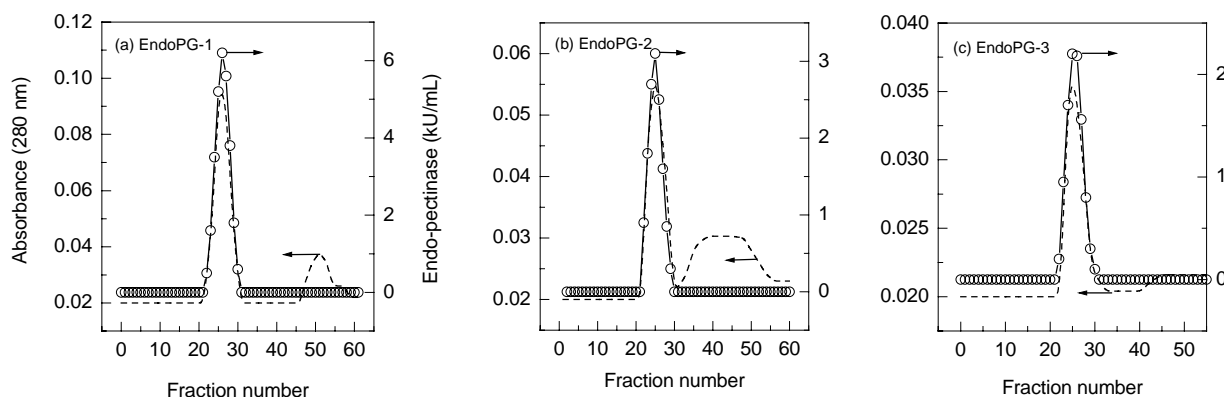 (a) EndoPG-1
Absorbance (280 nm)
0.12
0.10
0.08
0.06
0.04
0.02
6
4
2
0
0 10 20 30 40 50 60
Fraction number
Endo-pectinase (kU/mL)
(b) EndoPG-2
0.06
0.05
0.04
0.03
0.02
3
2
1
0
0 10 20 30 40 50 60
Fraction number
(c) EndoPG-3
0.040
0.035
0.030
0.025
0.020
2
1
0
0 10 20 30 40 50
Fraction number